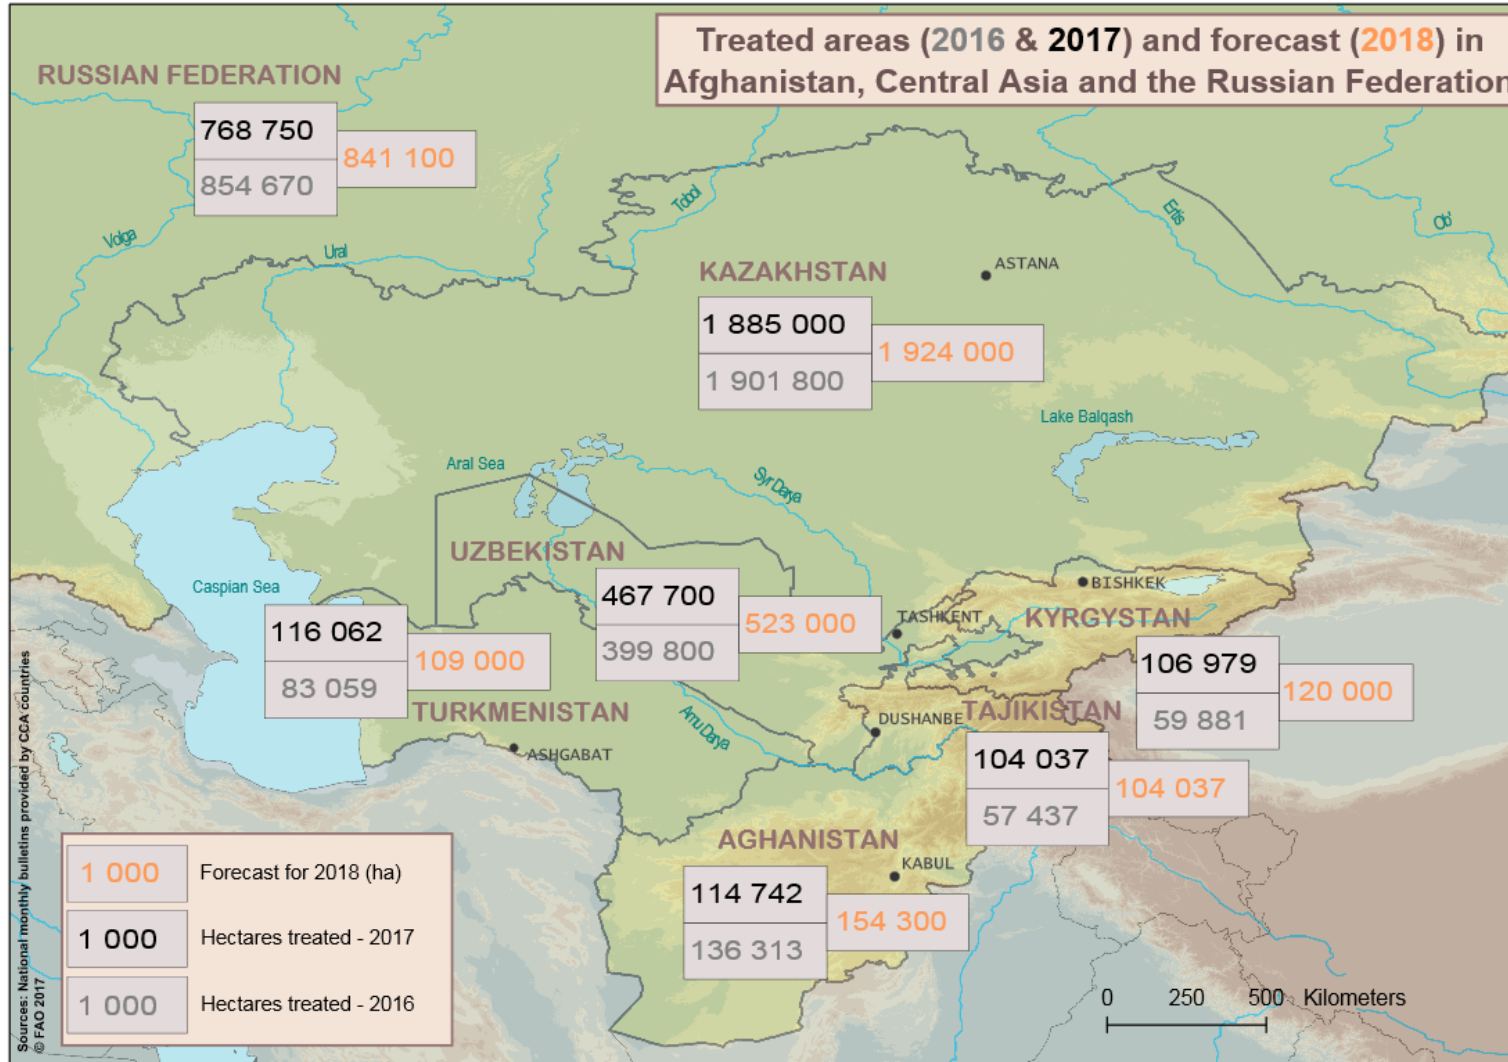 Treated areas (2016 & 2017) and forecast (2018) in
Afghanistan, Central Asia and the Russian Federation
RUSSIAN FEDERATION
768 750
841 100
854 670
Volga
Ural
Tobol
Ertis
Ob'
KAZAKHSTAN
ASTANA
1 885 000
1 924 000
1 901 800
Lake Balqash
Aral Sea
Syr Darya
UZBEKISTAN
467 700
523 000
399 800
Caspian Sea
116 062
109 000
83 059
TURKMENISTAN
ASHGABAT
Amu Darya
TASHKENT
BISHKEK
KYRGYSTAN
106 979
120 000
59 881
DUSHANBE
TAJIKISTAN
104 037
104 037
57 437
AGHANISTAN
KABUL
114 742
154 300
136 313
1 000 Forecast for 2018 (ha)
1 000 Hectares treated - 2017
1 000 Hectares treated - 2016
0 250 500 Kilometers
Sources: National monthly bulletins provided by CCA countries
© FAO 2017